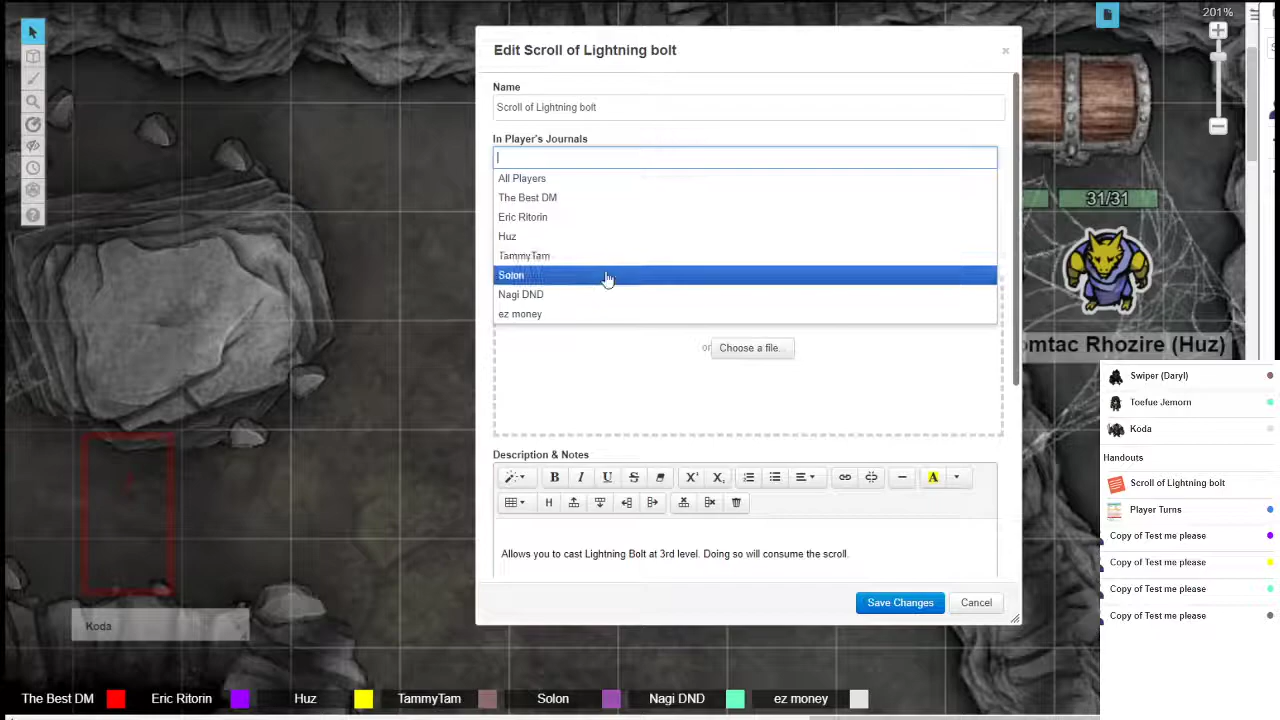 201%
Edit Scroll of Lightning bolt
×
Name
Scroll of Lightning bolt
In Player's Journals
All Players
The Best DM
Eric Ritorin
Huz
TammyTam
Solon
Nagi DND
ez money
or Choose a file...
Description & Notes
B I U S X² X₁ A
H
Allows you to cast Lightning Bolt at 3rd level. Doing so will consume the scroll.
Save Changes Cancel
31/31
omtac Rhozire (Huz)
Swiper (Daryl)
Toefue Jemorn
Koda
Handouts
Scroll of Lightning bolt
Player Turns
Copy of Test me please
Copy of Test me please
Copy of Test me please
Copy of Test me please
Koda
The Best DM Eric Ritorin Huz TammyTam Solon Nagi DND ez money